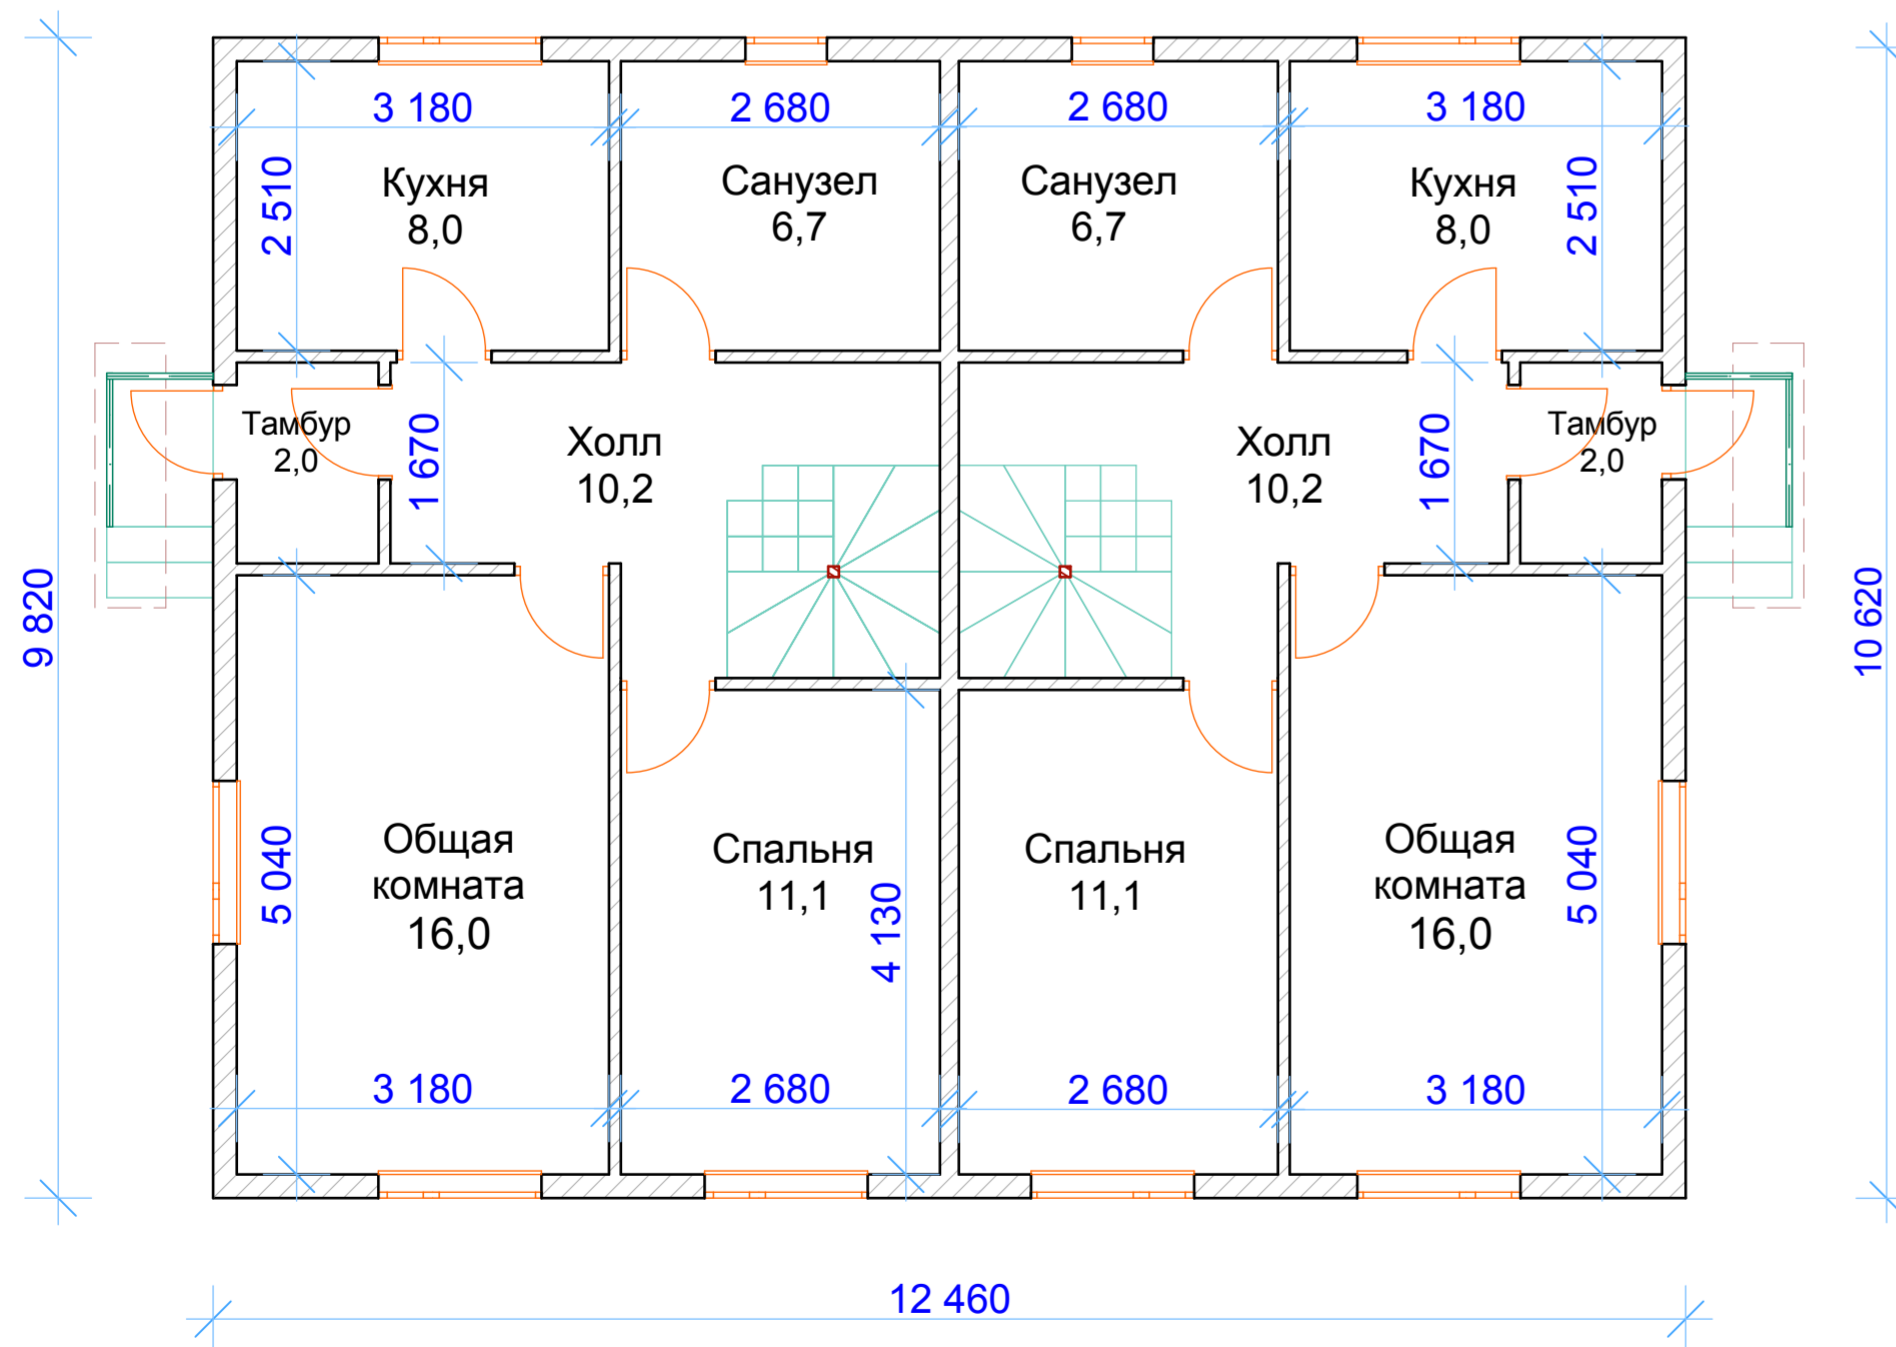 3 180
2 680
2 680
3 180
2 510
Кухня
8,0
Санузел
6,7
Санузел
6,7
Кухня
8,0
2 510
Тамбур
2,0
1 670
Холл
10,2
Холл
10,2
1 670
Тамбур
2,0
9 820
10 620
5 040
Общая
комната
16,0
Спальня
11,1
4 130
Спальня
11,1
Общая
комната
16,0
5 040
3 180
2 680
2 680
3 180
12 460